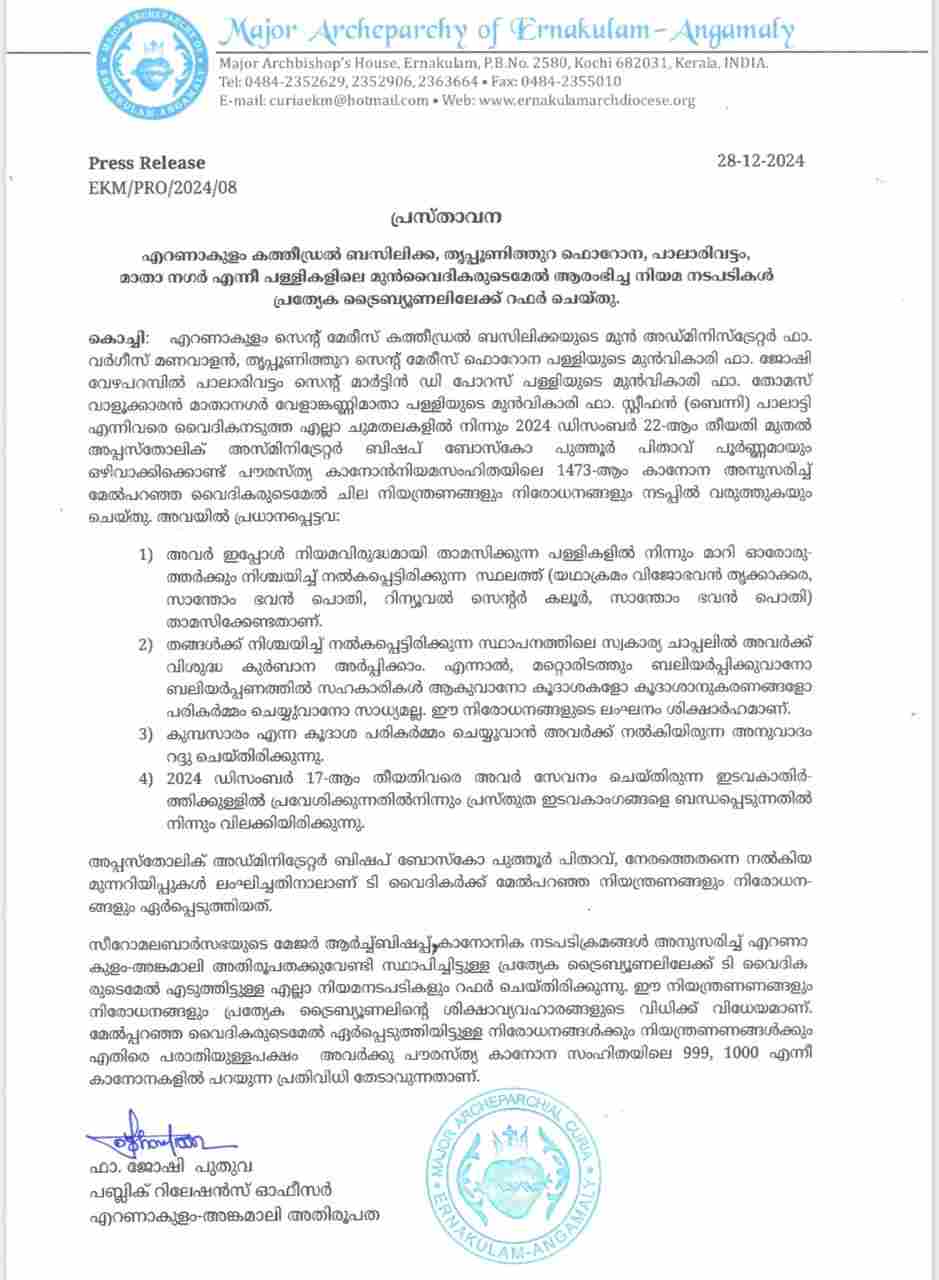 Major Archeparchy of Ernakulam-Angamaly
Major Archbishop's House, Ernakulam, P.B.No. 2580, Kochi 682031, Kerala, INDIA.
Tel: 0484-2352629, 2352906, 2363664 • Fax: 0484-2355010
E-mail: curiaekm@hotmail.com • Web: www.ernakulamarchdiocese.org
MAJOR ARCHEPARCHY OF
ERNAKULAM-ANGAMALY
Press Release
28-12-2024
EKM/PRO/2024/08
പ്രസ്താവന
എറണാകുളം കത്തീഡ്രൽ ബസിലിക്ക, തൃപ്പൂണിത്തുറ ഫൊറോന, പാലാരിവട്ടം,
മാതാ നഗർ എന്നീ പള്ളികളിലെ മുൻവൈദികരുടെമേൽ ആരംഭിച്ച നിയമ നടപടികൾ
പ്രത്യേക ട്രൈബ്യൂണലിലേക്ക് റഫർ ചെയ്തു.
കൊച്ചി: എറണാകുളം സെന്റ് മേരീസ് കത്തീഡ്രൽ ബസിലിക്കയുടെ മുൻ അഡ്മിനിസ്ട്രേറ്റർ ഫാ.
വർഗീസ് മണവാളൻ, തൃപ്പൂണിത്തുറ സെന്റ് മേരീസ് ഫൊറോന പള്ളിയുടെ മുൻവികാരി ഫാ. ജോഷി
വേഴപറമ്പിൽ പാലാരിവട്ടം സെന്റ് മാർട്ടിൻ ഡി പോറസ് പള്ളിയുടെ മുൻവികാരി ഫാ. തോമസ്
വാളൂക്കാരൻ മാതാനഗർ വേളാങ്കണ്ണിമാതാ പള്ളിയുടെ മുൻവികാരി ഫാ. സ്റ്റീഫൻ (ബെന്നി) പാലാട്ടി
എന്നിവരെ വൈദികനടുത്ത എല്ലാ ചുമതലകളിൽ നിന്നും 2024 ഡിസംബർ 22-ആം തീയതി മുതൽ
അപ്പസ്തോലിക് അസ്മിനിട്രേറ്റർ ബിഷപ് ബോസ്കോ പുത്തൂർ പിതാവ് പൂർണ്ണമായും
ഒഴിവാക്കിക്കൊണ്ട് പൗരസ്ത്യ കാനോൻനിയമസംഹിതയിലെ 1473-ആം കാനോന അനുസരിച്ച്
മേൽപറഞ്ഞ വൈദികരുടെമേൽ ചില നിയന്ത്രണങ്ങളും നിരോധനങ്ങളും നടപ്പിൽ വരുത്തുകയും
ചെയ്തു. അവയിൽ പ്രധാനപ്പെട്ടവ:
1) അവർ ഇപ്പോൾ നിയമവിരുദ്ധമായി താമസിക്കുന്ന പള്ളികളിൽ നിന്നും മാറി ഓരോരു-
ത്തർക്കും നിശ്ചയിച്ച് നൽകപ്പെട്ടിരിക്കുന്ന സ്ഥലത്ത് (യഥാക്രമം വിജോഭവൻ തൃക്കാക്കര,
സാന്തോം ഭവൻ പൊതി, റിന്യൂവൽ സെന്റർ കലൂർ, സാന്തോം ഭവൻ പൊതി)
താമസിക്കേണ്ടതാണ്.
2) തങ്ങൾക്ക് നിശ്ചയിച്ച് നൽകപ്പെട്ടിരിക്കുന്ന സ്ഥാപനത്തിലെ സ്വകാര്യ ചാപ്പലിൽ അവർക്ക്
വിശുദ്ധ കുർബാന അർപ്പിക്കാം. എന്നാൽ, മറ്റൊരിടത്തും ബലിയർപ്പിക്കുവാനോ
ബലിയർപ്പണത്തിൽ സഹകാരികൾ ആകുവാനോ കൂദാശകളോ കൂദാശാനുകരണങ്ങളോ
പരികർമ്മം ചെയ്യുവാനോ സാധ്യമല്ല. ഈ നിരോധനങ്ങളുടെ ലംഘനം ശിക്ഷാർഹമാണ്.
3) കുമ്പസാരം എന്ന കൂദാശ പരികർമ്മം ചെയ്യുവാൻ അവർക്ക് നൽകിയിരുന്ന അനുവാദം
റദ്ദു ചെയ്തിരിക്കുന്നു.
4) 2024 ഡിസംബർ 17-ആം തീയതിവരെ അവർ സേവനം ചെയ്തിരുന്ന ഇടവകാതിർ-
ത്തിക്കുള്ളിൽ പ്രവേശിക്കുന്നതിൽനിന്നും പ്രസ്തുത ഇടവകാംഗങ്ങളെ ബന്ധപ്പെടുന്നതിൽ
നിന്നും വിലക്കിയിരിക്കുന്നു.
അപ്പസ്തോലിക് അഡ്മിനിട്രേറ്റർ ബിഷപ് ബോസ്കോ പുത്തൂർ പിതാവ്, നേരത്തെതന്നെ നൽകിയ
മുന്നറിയിപ്പുകൾ ലംഘിച്ചതിനാലാണ് ടി വൈദികർക്ക് മേൽപറഞ്ഞ നിയന്ത്രണങ്ങളും നിരോധന-
ങ്ങളും ഏർപ്പെടുത്തിയത്.
സീറോമലബാർസഭയുടെ മേജർ ആർച്ച്ബിഷപ്പ്, കാനോനിക നടപടിക്രമങ്ങൾ അനുസരിച്ച് എറണാ
കുളം-അങ്കമാലി അതിരൂപതക്കുവേണ്ടി സ്ഥാപിച്ചിട്ടുള്ള പ്രത്യേക ട്രൈബ്യൂണലിലേക്ക് ടി വൈദിക
രുടെമേൽ എടുത്തിട്ടുള്ള എല്ലാ നിയമനടപടികളും റഫർ ചെയ്തിരിക്കുന്നു. ഈ നിയന്ത്രണണങ്ങളും
നിരോധനങ്ങളും പ്രത്യേക ട്രൈബ്യൂണലിന്റെ ശിക്ഷാവ്യവഹാരങ്ങളുടെ വിധിക്ക് വിധേയമാണ്.
മേൽപ്പറഞ്ഞ വൈദികരുടെമേൽ ഏർപ്പെടുത്തിയിട്ടുള്ള നിരോധനങ്ങൾക്കും നിയന്ത്രണണങ്ങൾക്കും
എതിരെ പരാതിയുള്ളപക്ഷം അവർക്കു പൗരസ്ത്യ കാനോന സംഹിതയിലെ 999, 1000 എന്നീ
കാനോനകളിൽ പറയുന്ന പ്രതിവിധി തേടാവുന്നതാണ്.
ഫാ. ജോഷി പുതുവ
പബ്ലിക് റിലേഷൻസ് ഓഫീസർ
എറണാകുളം-അങ്കമാലി അതിരൂപത
MAJOR ARCHEPARCHIAL CURIA
ERNAKULAM-ANGAMALY